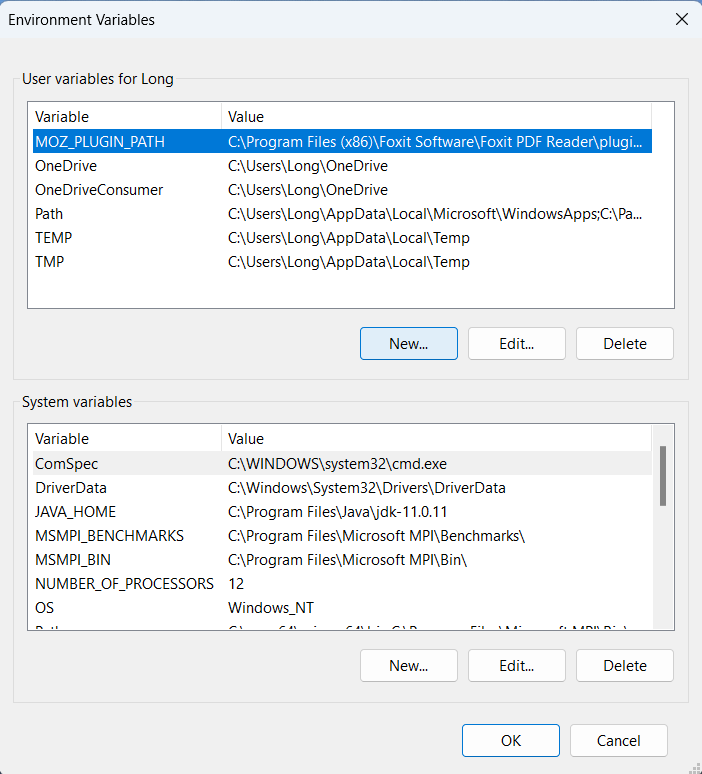 Environment Variables
User variables for Long
Variable Value
MOZ_PLUGIN_PATH C:\Program Files (x86)\Foxit Software\Foxit PDF Reader\plugi...
OneDrive C:\Users\Long\OneDrive
OneDriveConsumer C:\Users\Long\OneDrive
Path C:\Users\Long\AppData\Local\Microsoft\WindowsApps;C:\Pa...
TEMP C:\Users\Long\AppData\Local\Temp
TMP C:\Users\Long\AppData\Local\Temp
New... Edit... Delete
System variables
Variable Value
ComSpec C:\WINDOWS\system32\cmd.exe
DriverData C:\Windows\System32\Drivers\DriverData
JAVA_HOME C:\Program Files\Java\jdk-11.0.11
MSMPI_BENCHMARKS C:\Program Files\Microsoft MPI\Benchmarks\
MSMPI_BIN C:\Program Files\Microsoft MPI\Bin\
NUMBER_OF_PROCESSORS 12
OS Windows_NT
New... Edit... Delete
OK Cancel